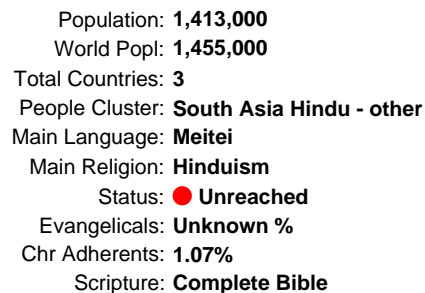 Population: 1,413,000
World Popl: 1,455,000
Total Countries: 3
People Cluster: South Asia Hindu - other
Main Language: Meitei
Main Religion: Hinduism
Status: Unreached
Evangelicals: Unknown %
Chr Adherents: 1.07%
Scripture: Complete Bible